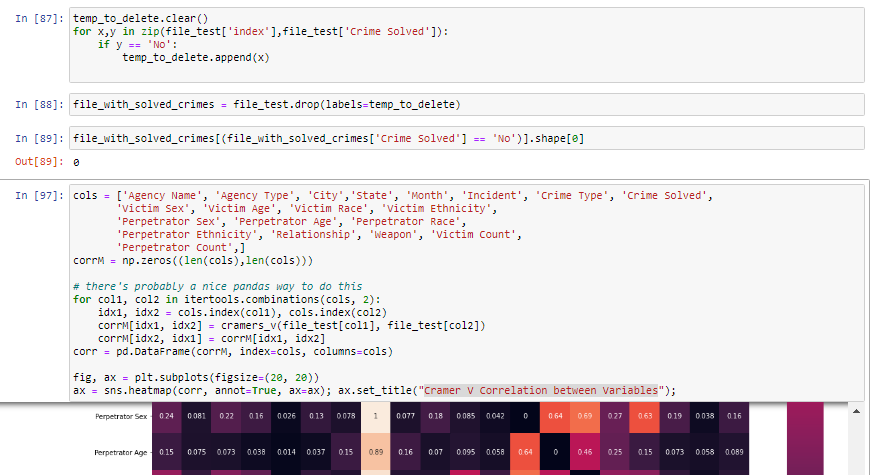 In [87]: temp_to_delete.clear()
for x,y in zip(file_test['index'],file_test['Crime Solved']):
    if y == 'No':
        temp_to_delete.append(x)
In [88]: file_with_solved_crimes = file_test.drop(labels=temp_to_delete)
In [89]: file_with_solved_crimes[(file_with_solved_crimes['Crime Solved'] == 'No')].shape[0]
Out[89]: 0
In [97]: cols = ['Agency Name', 'Agency Type', 'City','State', 'Month', 'Incident', 'Crime Type', 'Crime Solved',
        'Victim Sex', 'Victim Age', 'Victim Race', 'Victim Ethnicity',
        'Perpetrator Sex', 'Perpetrator Age', 'Perpetrator Race',
        'Perpetrator Ethnicity', 'Relationship', 'Weapon', 'Victim Count',
        'Perpetrator Count',]
corrM = np.zeros((len(cols),len(cols)))
# there's probably a nice pandas way to do this
for col1, col2 in itertools.combinations(cols, 2):
    idx1, idx2 = cols.index(col1), cols.index(col2)
    corrM[idx1, idx2] = cramers_v(file_test[col1], file_test[col2])
    corrM[idx2, idx1] = corrM[idx1, idx2]
corr = pd.DataFrame(corrM, index=cols, columns=cols)
fig, ax = plt.subplots(figsize=(20, 20))
ax = sns.heatmap(corr, annot=True, ax=ax); ax.set_title("Cramer V Correlation between Variables");
Perpetrator Sex 0.24 0.081 0.22 0.16 0.026 0.13 0.078 1 0.077 0.18 0.085 0.042 0 0.64 0.69 0.27 0.63 0.19 0.038 0.16
Perpetrator Age 0.15 0.075 0.073 0.038 0.014 0.037 0.15 0.89 0.16 0.07 0.095 0.058 0.64 0 0.46 0.25 0.15 0.073 0.058 0.089